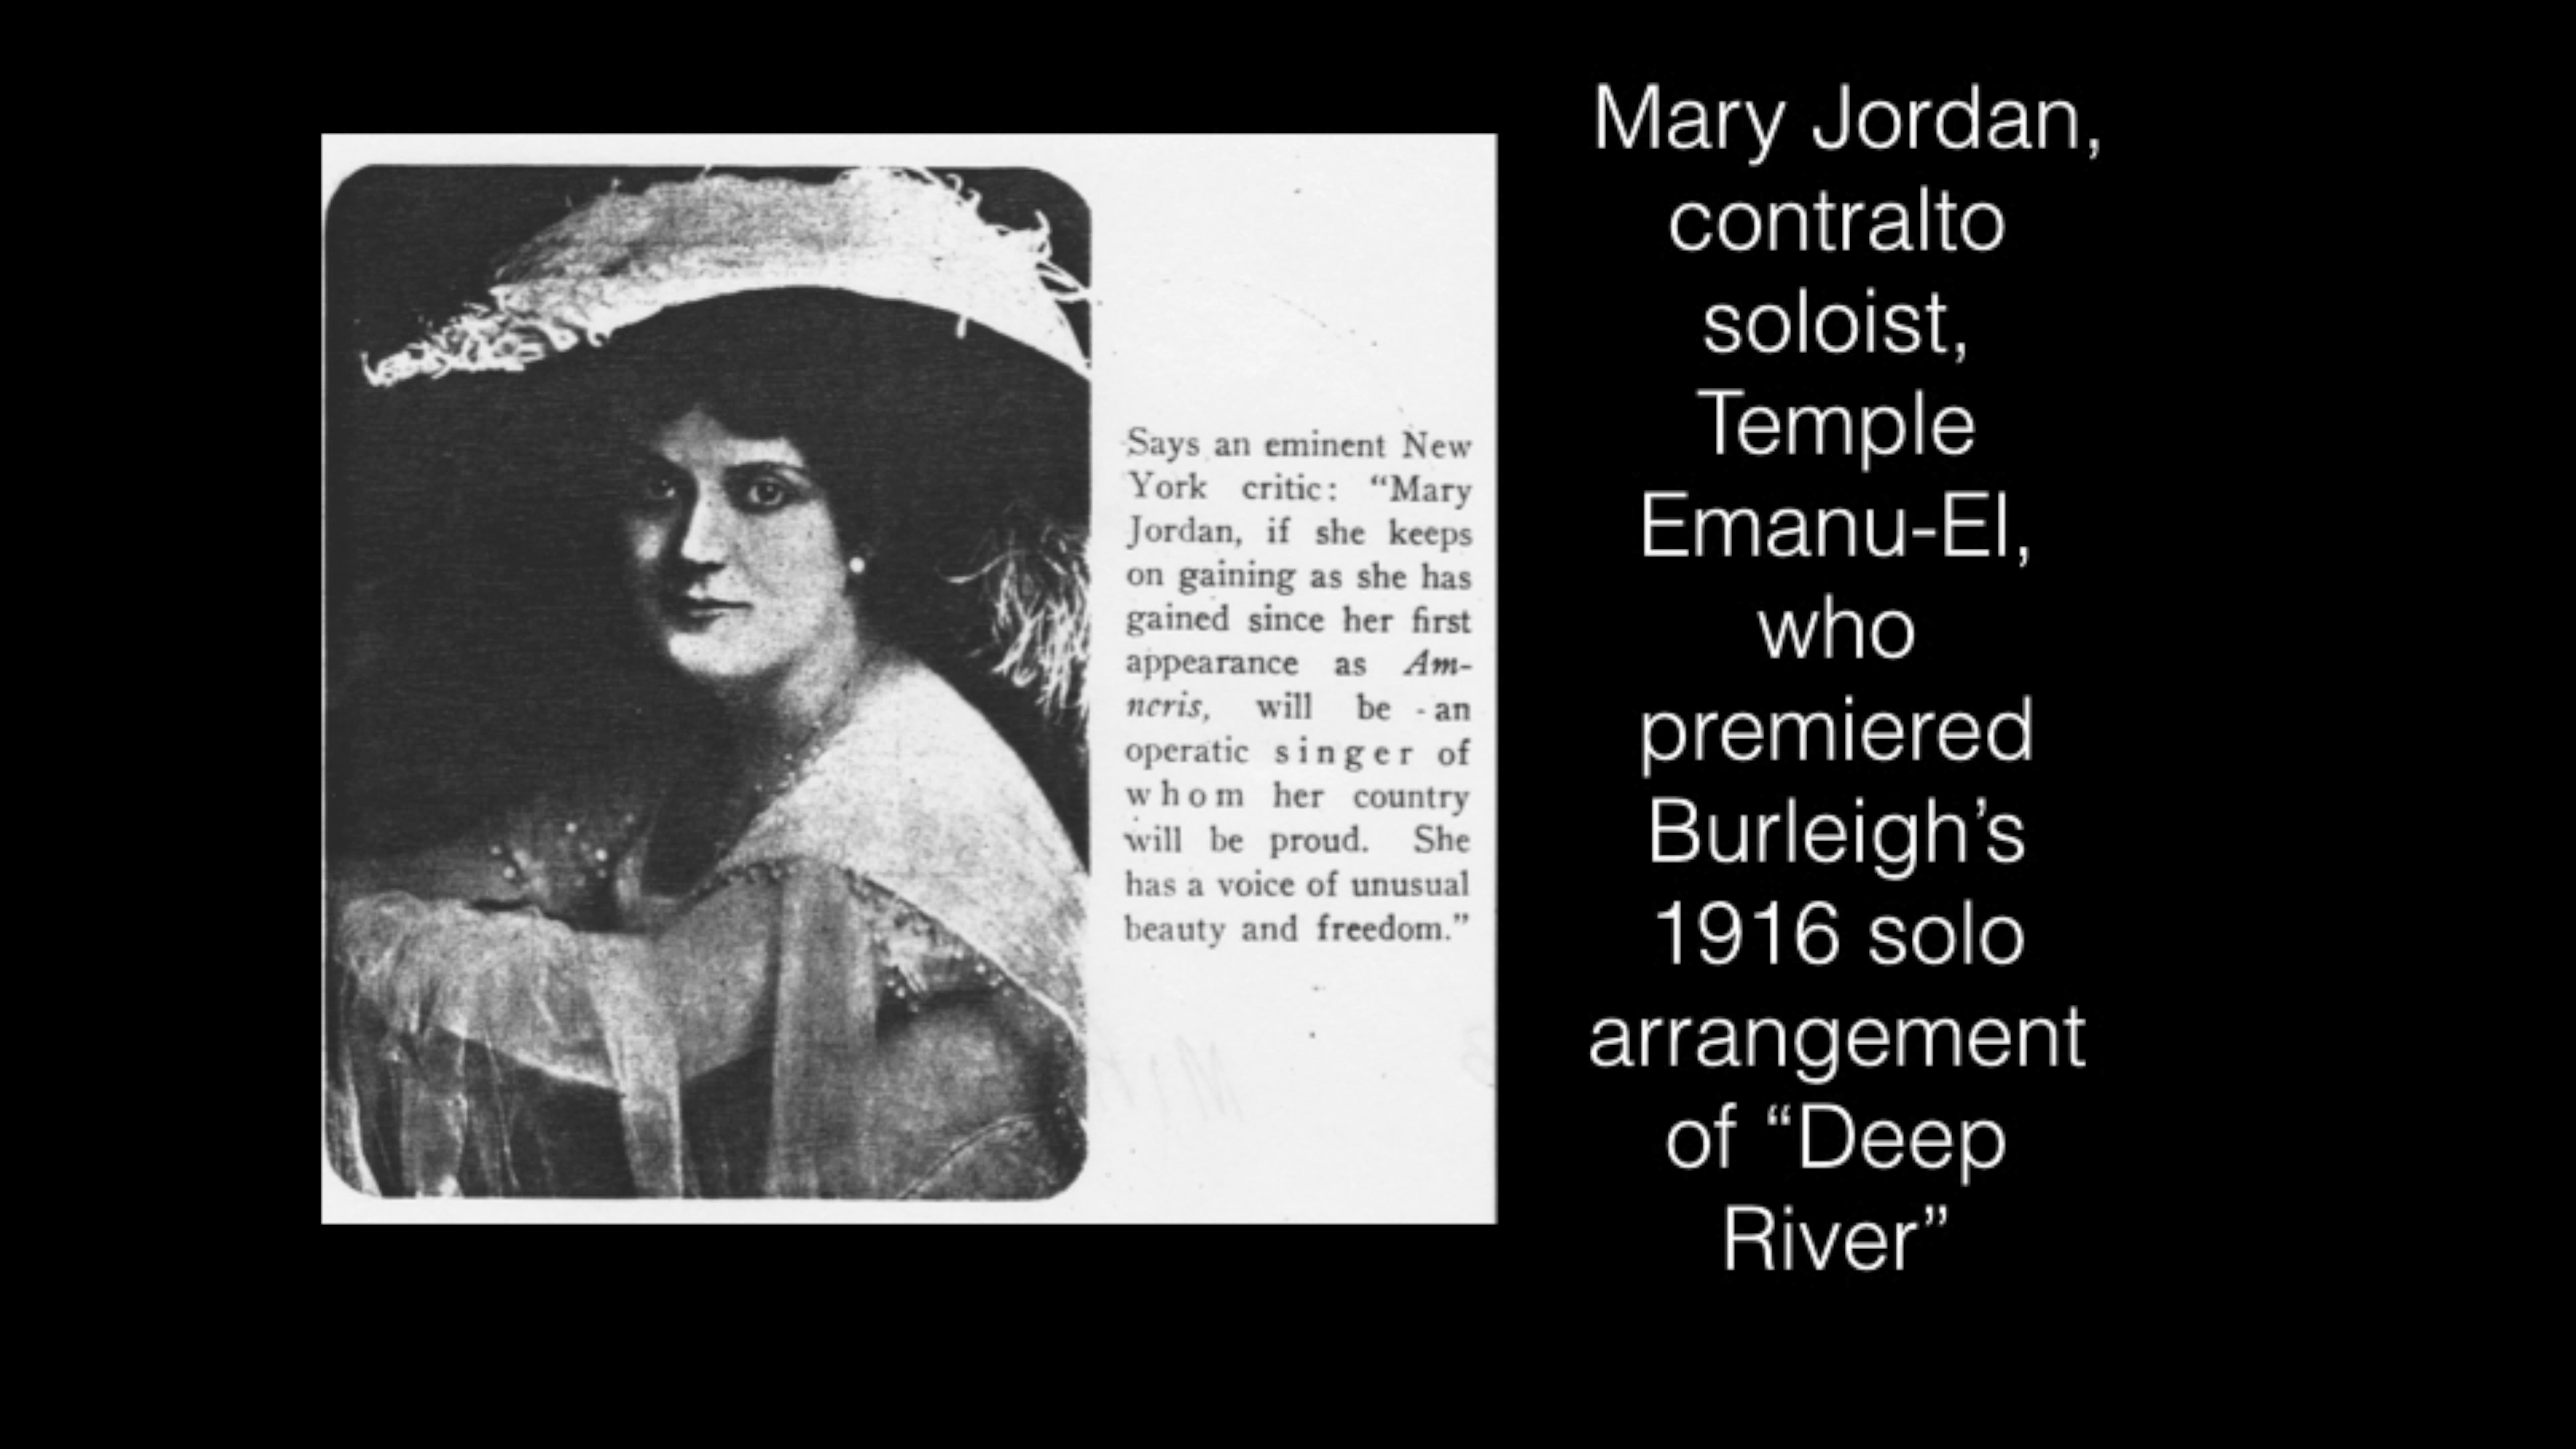 Says an eminent New
York critic: “Mary
Jordan, if she keeps
on gaining as she has
gained since her first
appearance as Am-
neris, will be - an
operatic singer of
whom her country
will be proud. She
has a voice of unusual
beauty and freedom.”
Mary Jordan,
contralto
soloist,
Temple
Emanu-El,
who
premiered
Burleigh’s
1916 solo
arrangement
of “Deep
River”